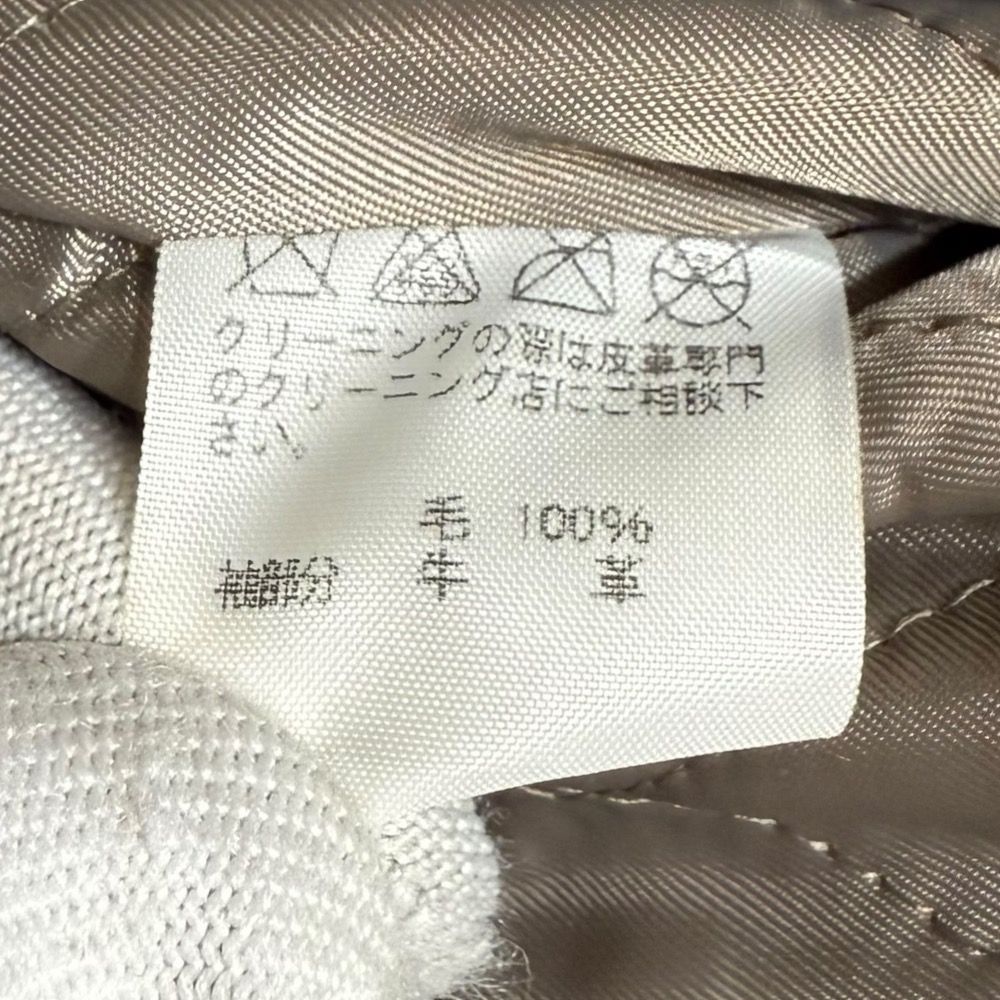 クリーニングの際は皮革専門
のクリーニング店にご相談下
さい
毛 100%
革部分 牛 革